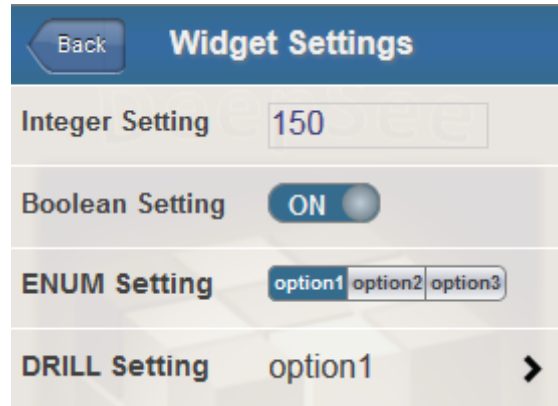 Back Widget Settings
Integer Setting 150
Boolean Setting ON
ENUM Setting option1 option2 option3
DRILL Setting option1